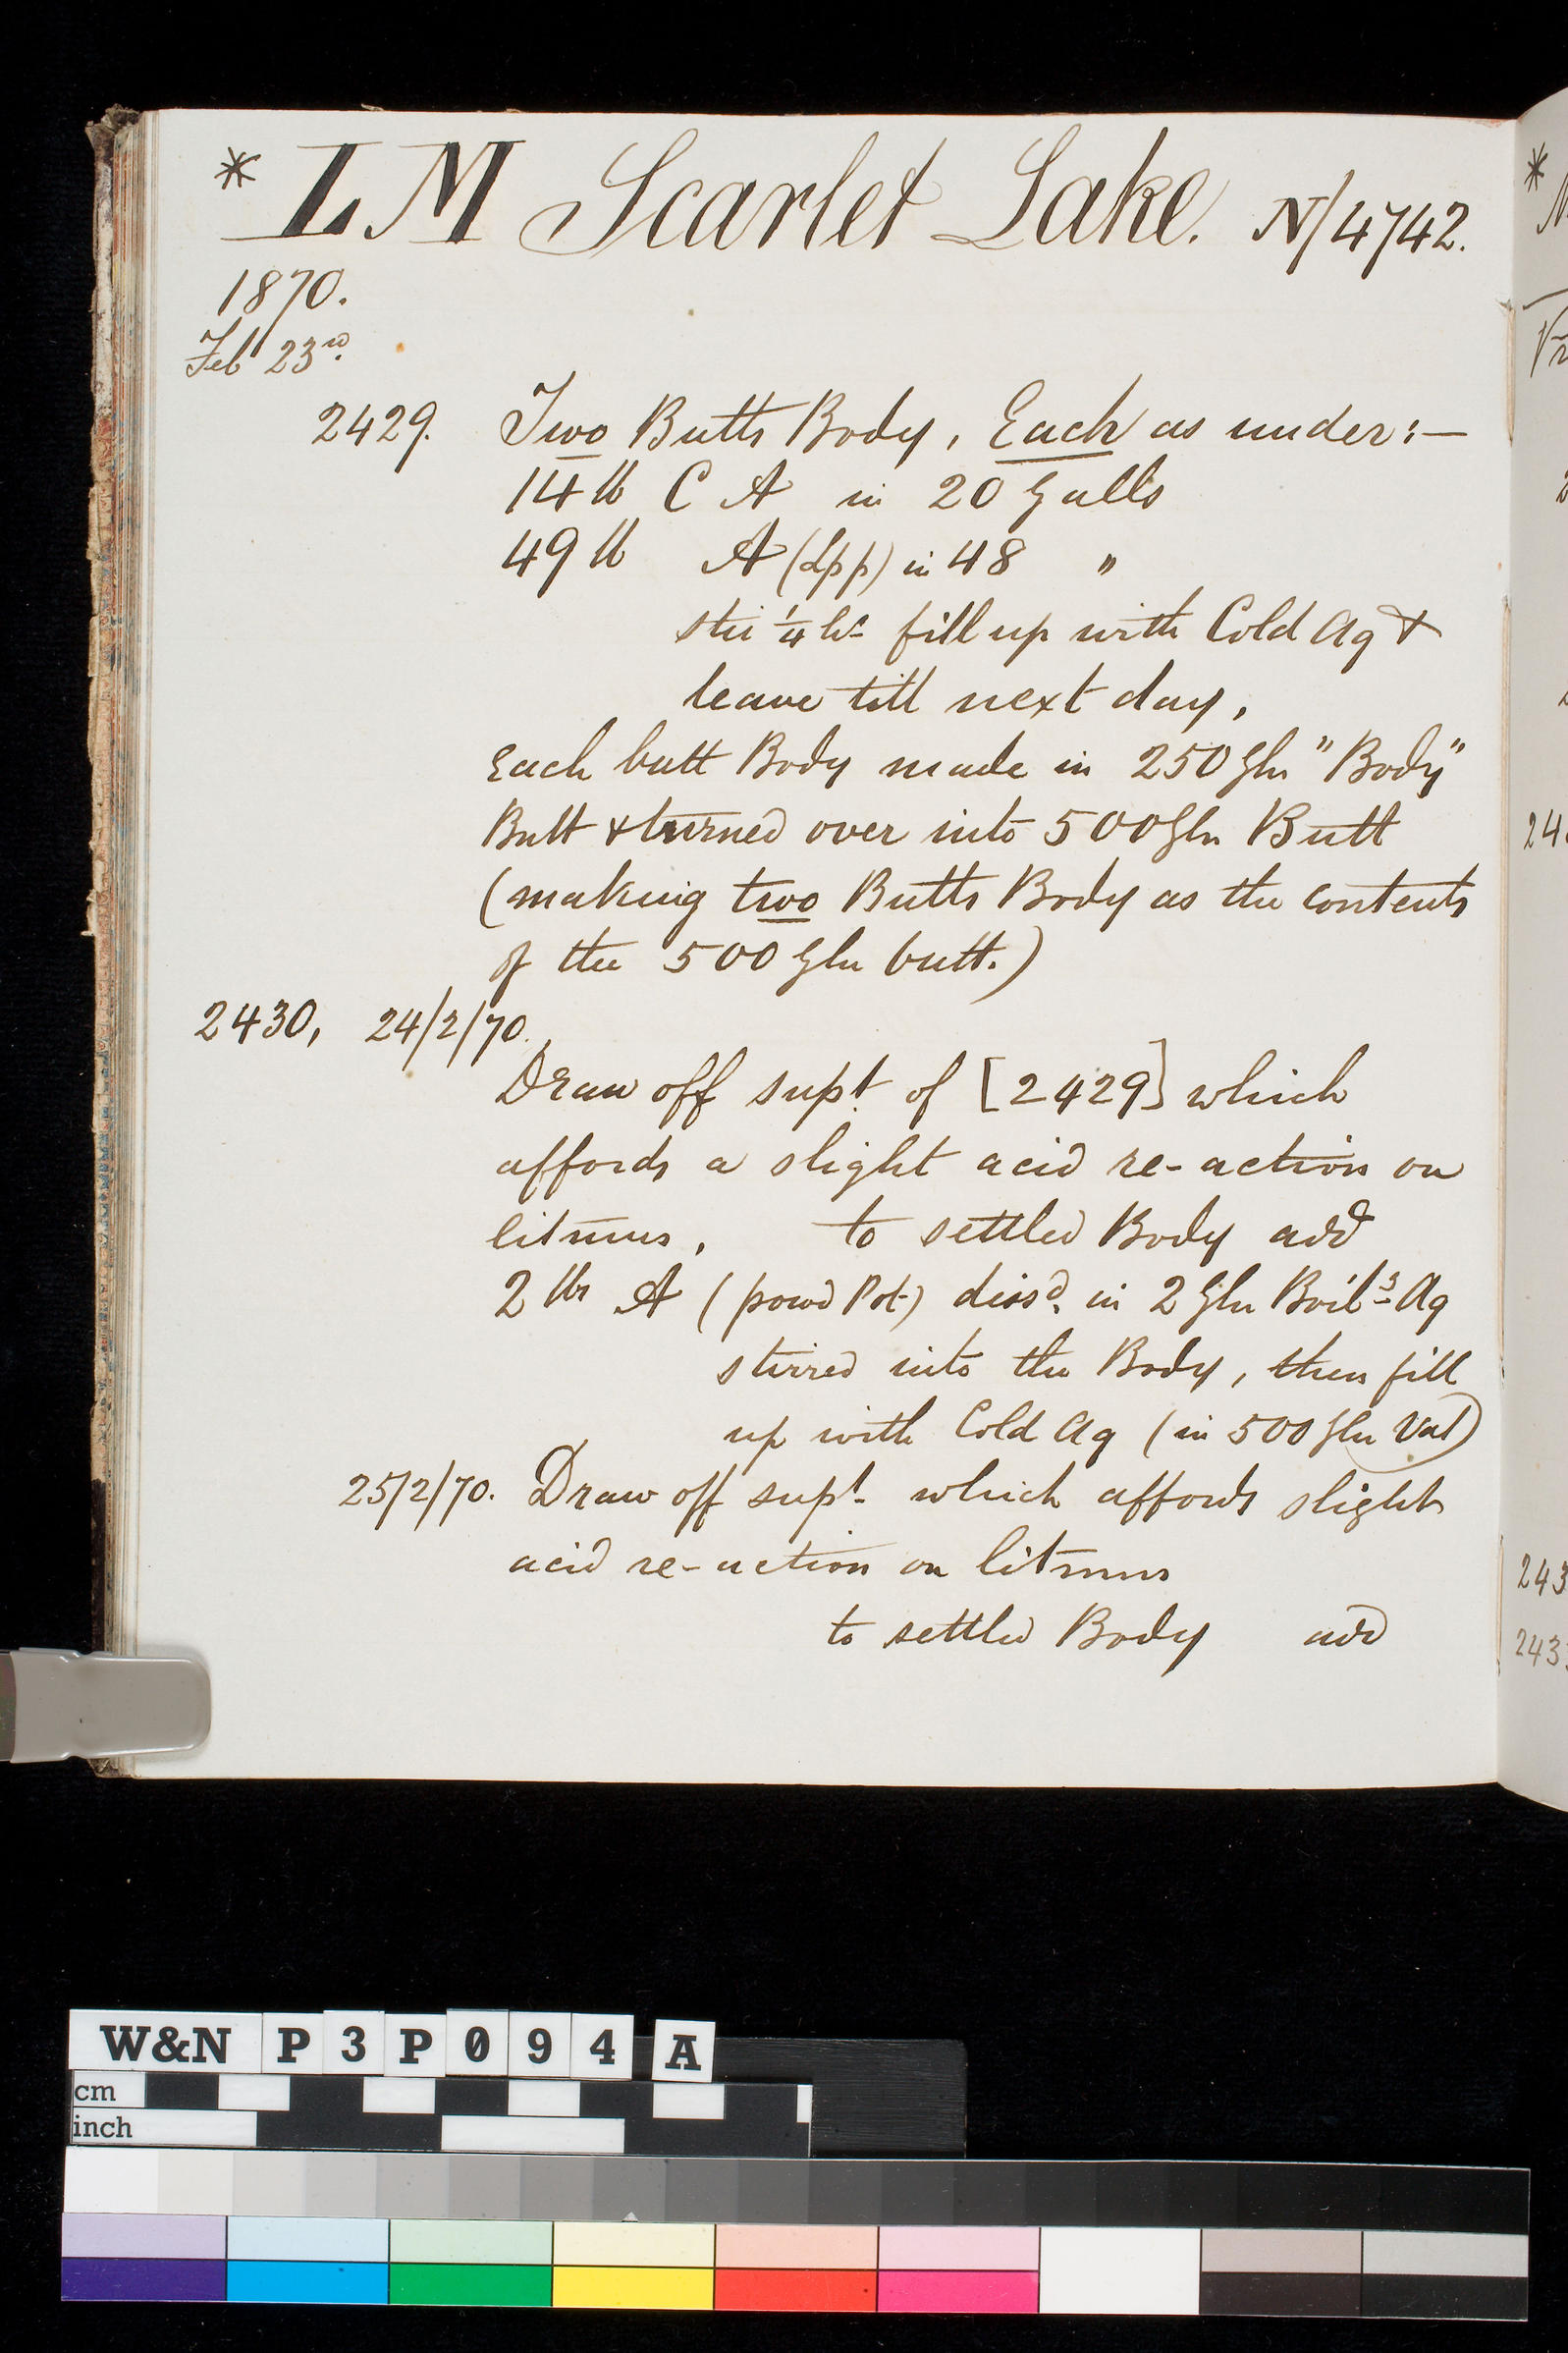 * LM Scarlet Lake. N/4742.
1870.
Feb 23rd.
2429. Two Butts Body, Each as under:—
14 lb C A in 20 Galls
49 lb A (Lpp) in 48 "
stir 1/4 hr fill up with Cold Aq &
leave till next day,
Each butt Body made in 250 Gln "Body"
Butt & turned over into 500 Gln Butt
(making two Butts Body as the contents
of the 500 Gln butt.)
2430, 24/2/70.
Draw off supt. of [2429] which
affords a slight acid re-action on
litmus, to settled Body add
2 lbs A (powd Pot) dissd. in 2 Gln Boilg Aq
stirred into the Body, then fill
up with Cold Aq (in 500 Gln Vat)
25/2/70. Draw off supt. which affords slight
acid re-action on litmus
to settled Body add
24
243
243
W&N P3P094 A
cm
inch